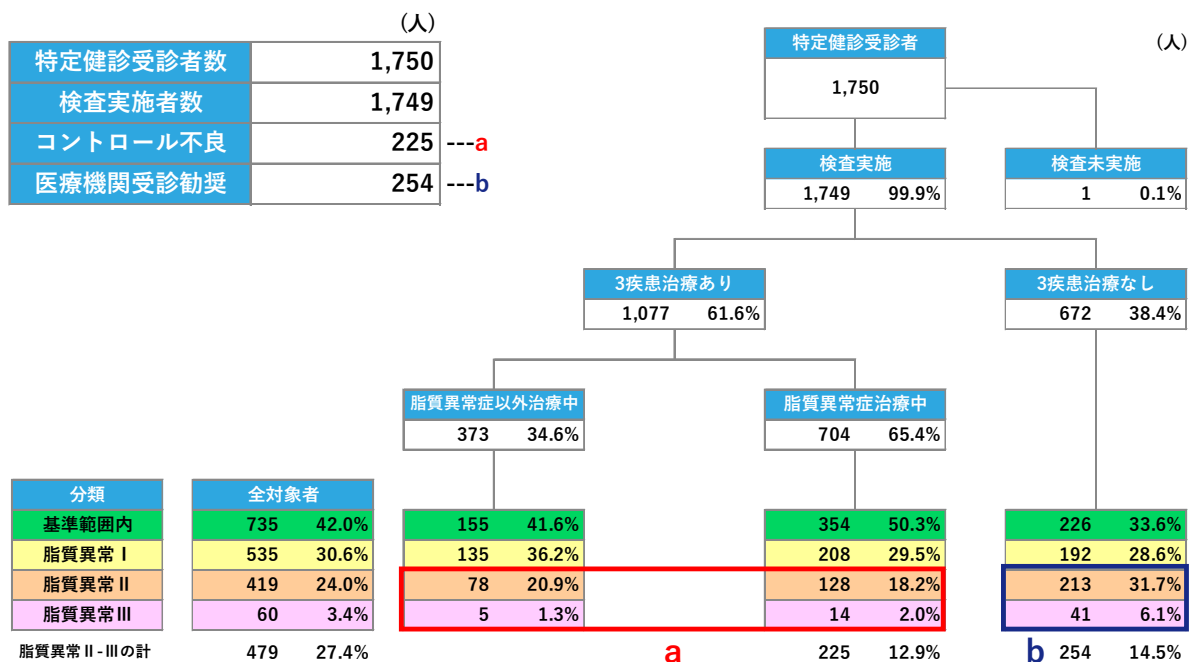 (人)
特定健診受診者数 1,750
検査実施者数 1,749
コントロール不良 225 ---a
医療機関受診勧奨 254 ---b
(人)
特定健診受診者
1,750
検査実施 検査未実施
1,749 99.9% 1 0.1%
3疾患治療あり 3疾患治療なし
1,077 61.6% 672 38.4%
脂質異常症以外治療中 脂質異常症治療中
373 34.6% 704 65.4%
分類 全対象者
基準範囲内 735 42.0% 155 41.6% 354 50.3% 226 33.6%
脂質異常Ⅰ 535 30.6% 135 36.2% 208 29.5% 192 28.6%
脂質異常Ⅱ 419 24.0% 78 20.9% 128 18.2% 213 31.7%
脂質異常Ⅲ 60 3.4% 5 1.3% 14 2.0% 41 6.1%
脂質異常Ⅱ-Ⅲの計 479 27.4% a 225 12.9% b 254 14.5%